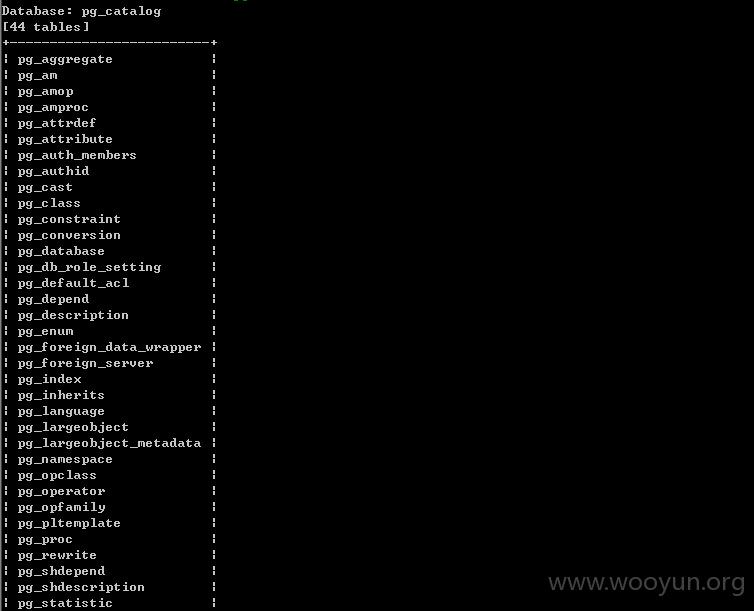 Database: pg_catalog
[44 tables]
+--------------------------+
| pg_aggregate |
| pg_am |
| pg_amop |
| pg_amproc |
| pg_attrdef |
| pg_attribute |
| pg_auth_members |
| pg_authid |
| pg_cast |
| pg_class |
| pg_constraint |
| pg_conversion |
| pg_database |
| pg_db_role_setting |
| pg_default_acl |
| pg_depend |
| pg_description |
| pg_enum |
| pg_foreign_data_wrapper |
| pg_foreign_server |
| pg_index |
| pg_inherits |
| pg_language |
| pg_largeobject |
| pg_largeobject_metadata |
| pg_namespace |
| pg_opclass |
| pg_operator |
| pg_opfamily |
| pg_pltemplate |
| pg_proc |
| pg_rewrite |
| pg_shdepend |
| pg_shdescription |
| pg_statistic |
www.wooyun.org